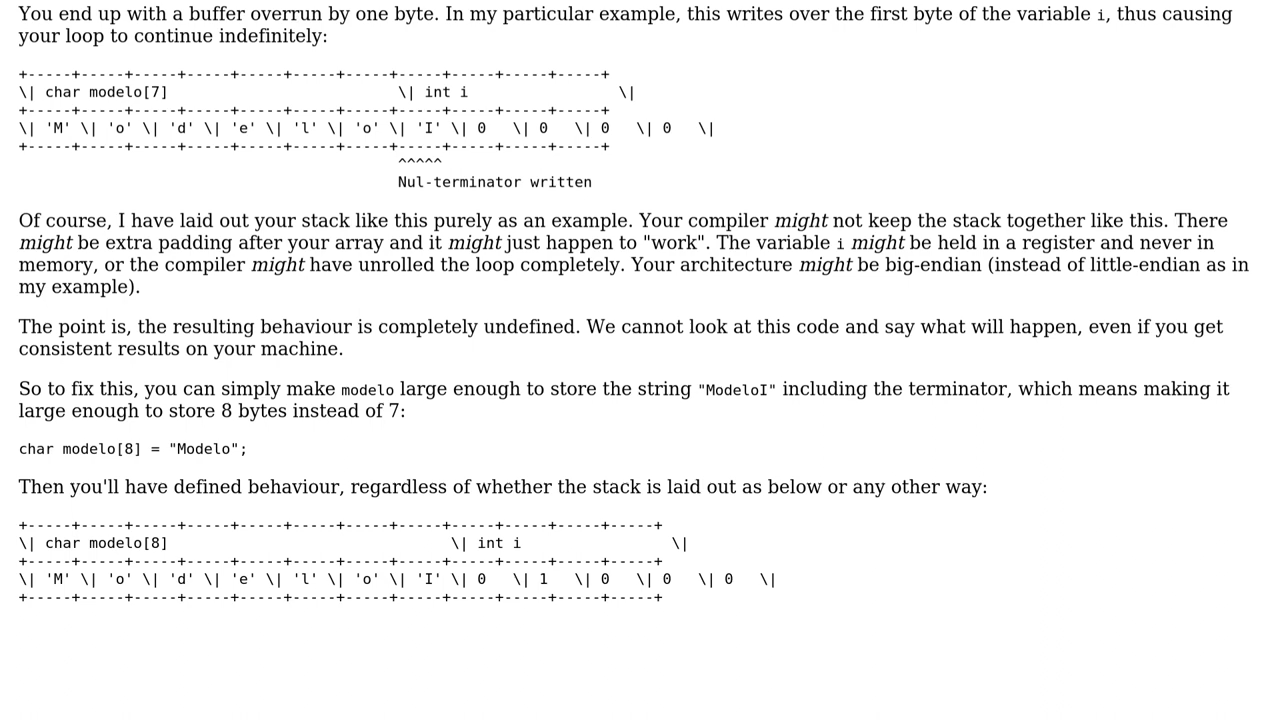 You end up with a buffer overrun by one byte. In my particular example, this writes over the first byte of the variable i, thus causing
your loop to continue indefinitely:
+-----+-----+-----+-----+-----+-----+-----+-----+-----+-----+-----+
\| char modelo[7]                          \| int i                 \|
+-----+-----+-----+-----+-----+-----+-----+-----+-----+-----+-----+
\| 'M' \| 'o' \| 'd' \| 'e' \| 'l' \| 'o' \| 'I' \| 0   \| 0   \| 0   \| 0   \|
+-----+-----+-----+-----+-----+-----+-----+-----+-----+-----+-----+
^^^^^
Nul-terminator written
Of course, I have laid out your stack like this purely as an example. Your compiler might not keep the stack together like this. There
might be extra padding after your array and it might just happen to "work". The variable i might be held in a register and never in
memory, or the compiler might have unrolled the loop completely. Your architecture might be big-endian (instead of little-endian as in
my example).
The point is, the resulting behaviour is completely undefined. We cannot look at this code and say what will happen, even if you get
consistent results on your machine.
So to fix this, you can simply make modelo large enough to store the string "ModeloI" including the terminator, which means making it
large enough to store 8 bytes instead of 7:
char modelo[8] = "Modelo";
Then you'll have defined behaviour, regardless of whether the stack is laid out as below or any other way:
+-----+-----+-----+-----+-----+-----+-----+-----+-----+-----+-----+-----+
\| char modelo[8]                                \| int i                 \|
+-----+-----+-----+-----+-----+-----+-----+-----+-----+-----+-----+-----+
\| 'M' \| 'o' \| 'd' \| 'e' \| 'l' \| 'o' \| 'I' \| 0   \| 1   \| 0   \| 0   \| 0   \|
+-----+-----+-----+-----+-----+-----+-----+-----+-----+-----+-----+-----+